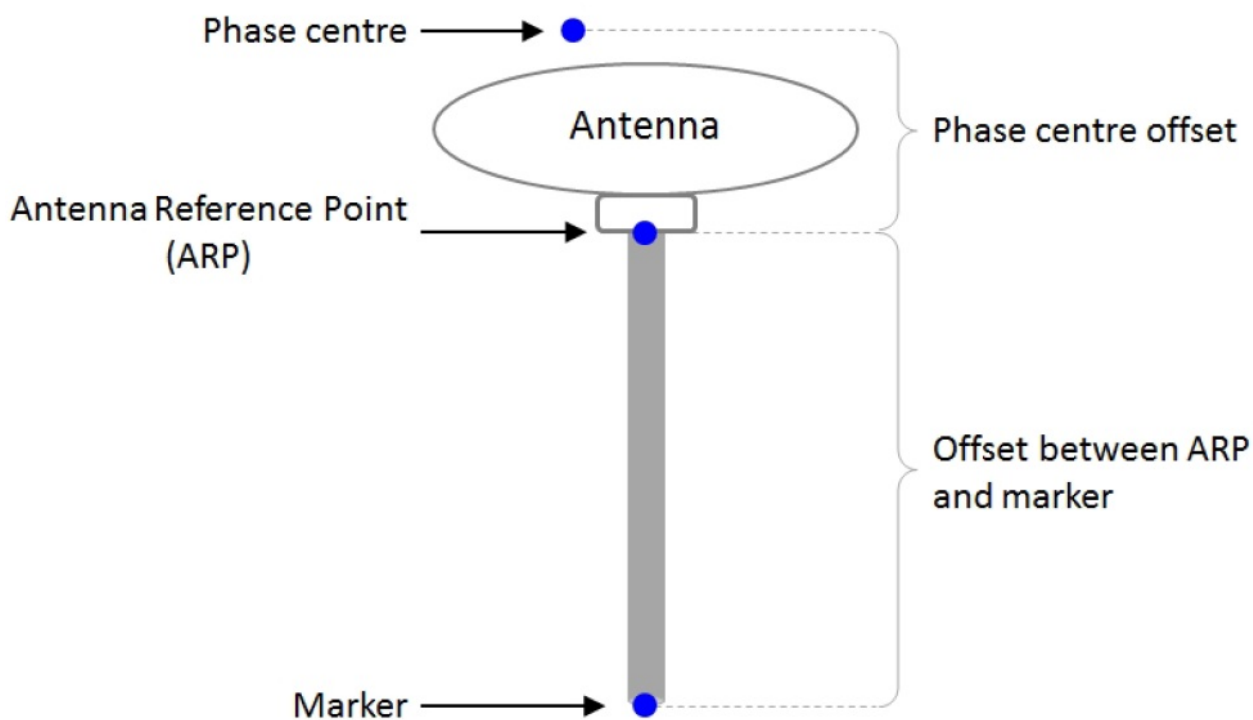 Phase centre
Antenna
Phase centre offset
Antenna Reference Point
(ARP)
Offset between ARP
and marker
Marker